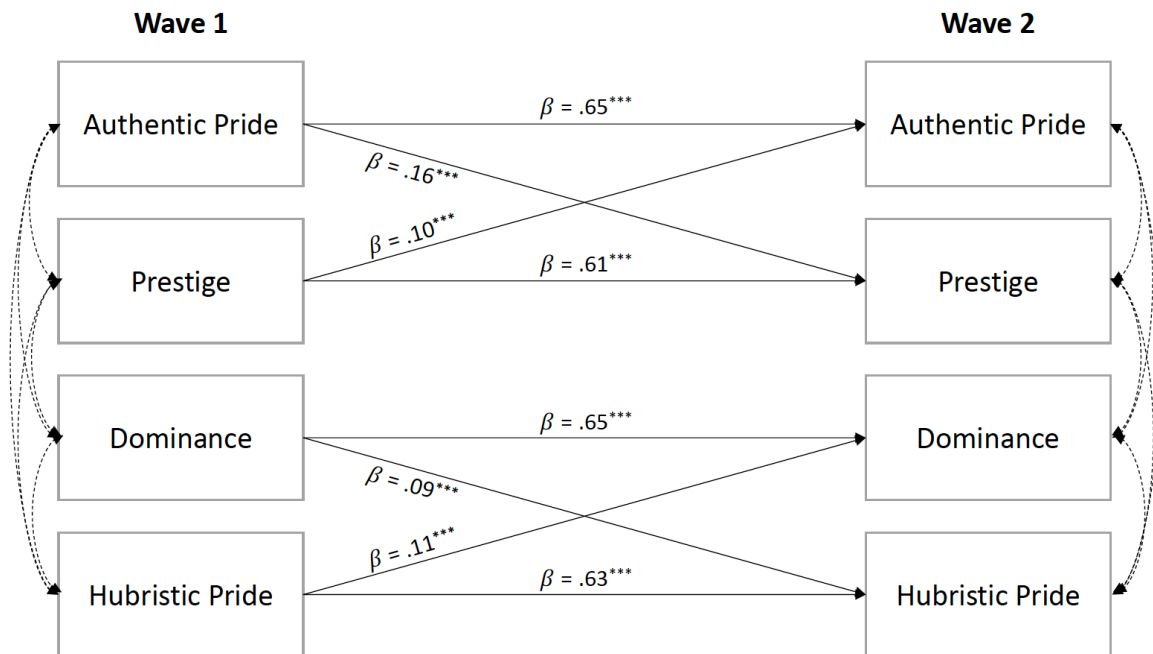 Wave 1
Wave 2
Authentic Pride
β = .65***
Authentic Pride
β = .16***
β = .10***
Prestige
β = .61***
Prestige
Dominance
β = .65***
Dominance
β = .09***
β = .11***
Hubristic Pride
β = .63***
Hubristic Pride